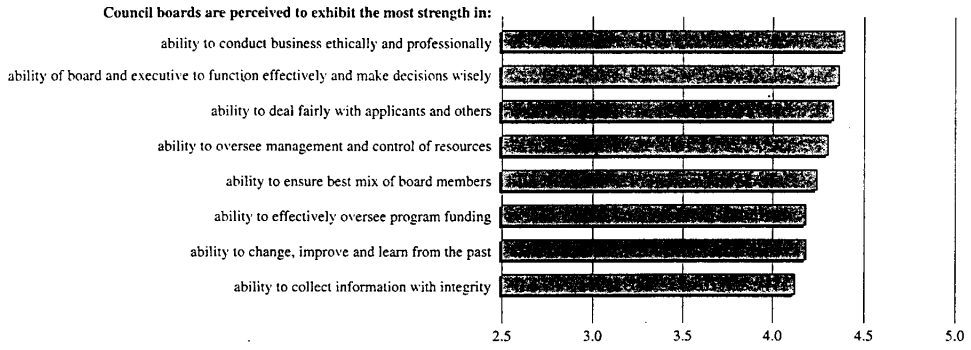 Council boards are perceived to exhibit the most strength in:
ability to conduct business ethically and professionally
ability of board and executive to function effectively and make decisions wisely
ability to deal fairly with applicants and others
ability to oversee management and control of resources
ability to ensure best mix of board members
ability to effectively oversee program funding
ability to change, improve and learn from the past
ability to collect information with integrity
2.5 3.0 3.5 4.0 4.5 5.0